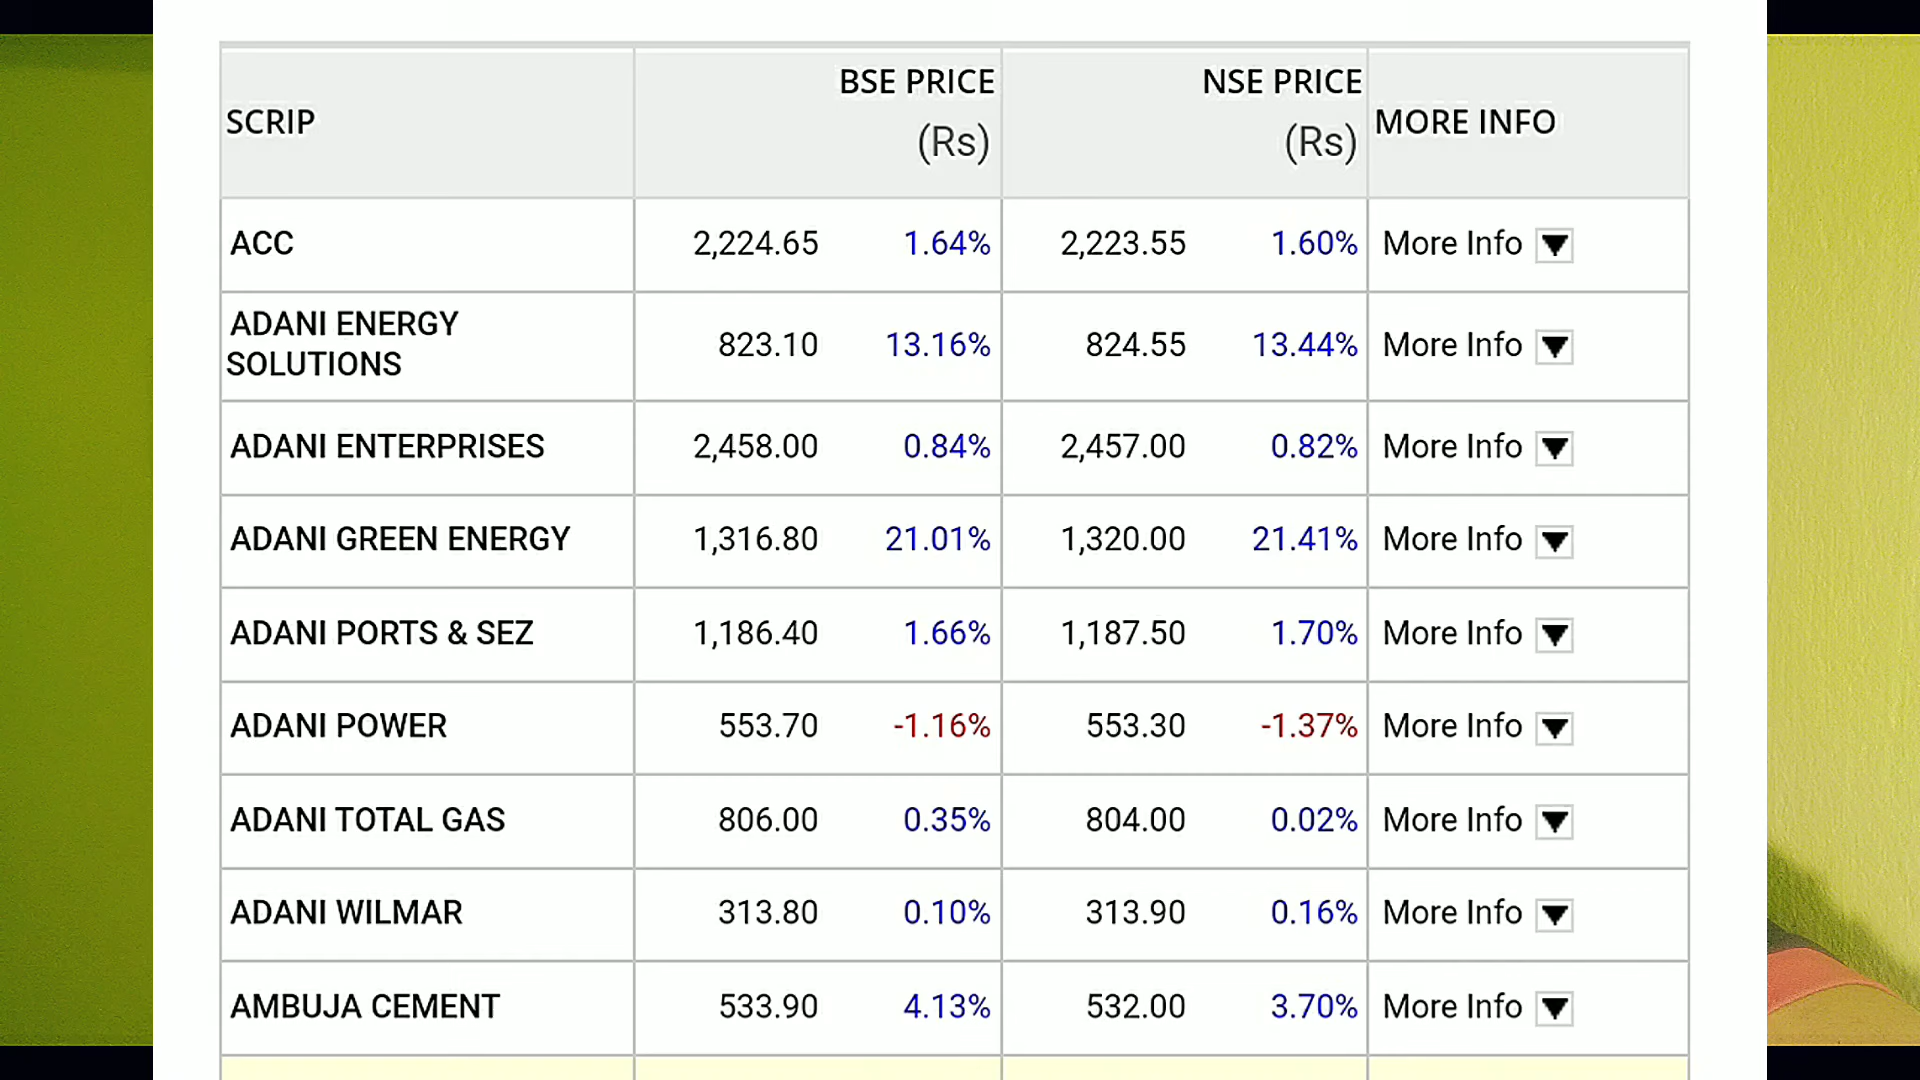 SCRIP BSE PRICE (Rs) NSE PRICE (Rs) MORE INFO
ACC 2,224.65 1.64% 2,223.55 1.60% More Info
ADANI ENERGY SOLUTIONS 823.10 13.16% 824.55 13.44% More Info
ADANI ENTERPRISES 2,458.00 0.84% 2,457.00 0.82% More Info
ADANI GREEN ENERGY 1,316.80 21.01% 1,320.00 21.41% More Info
ADANI PORTS & SEZ 1,186.40 1.66% 1,187.50 1.70% More Info
ADANI POWER 553.70 -1.16% 553.30 -1.37% More Info
ADANI TOTAL GAS 806.00 0.35% 804.00 0.02% More Info
ADANI WILMAR 313.80 0.10% 313.90 0.16% More Info
AMBUJA CEMENT 533.90 4.13% 532.00 3.70% More Info